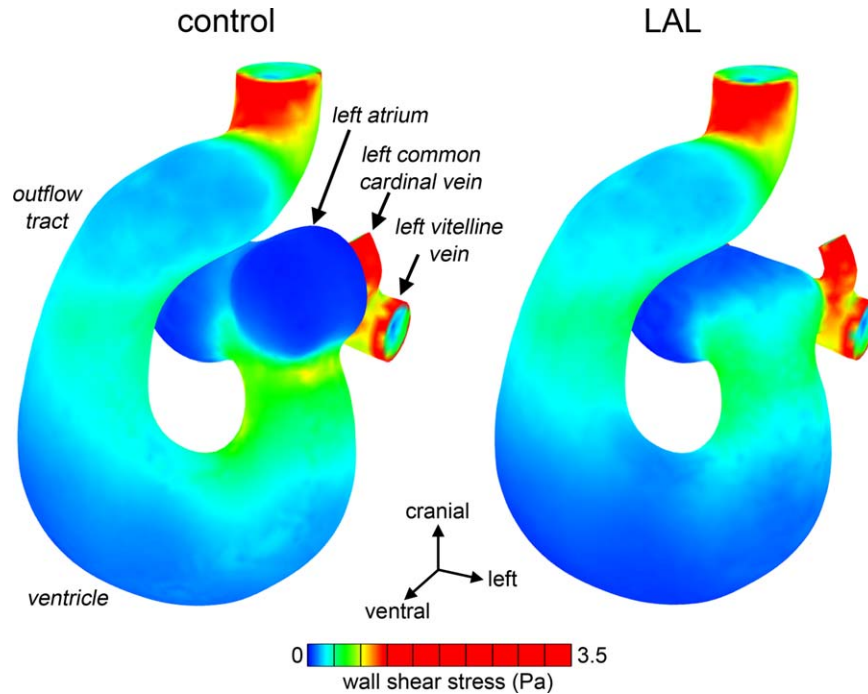 control
LAL
left atrium
left common
cardinal vein
left vitelline
vein
outflow
tract
cranial
left
ventral
ventricle
0
3.5
wall shear stress (Pa)